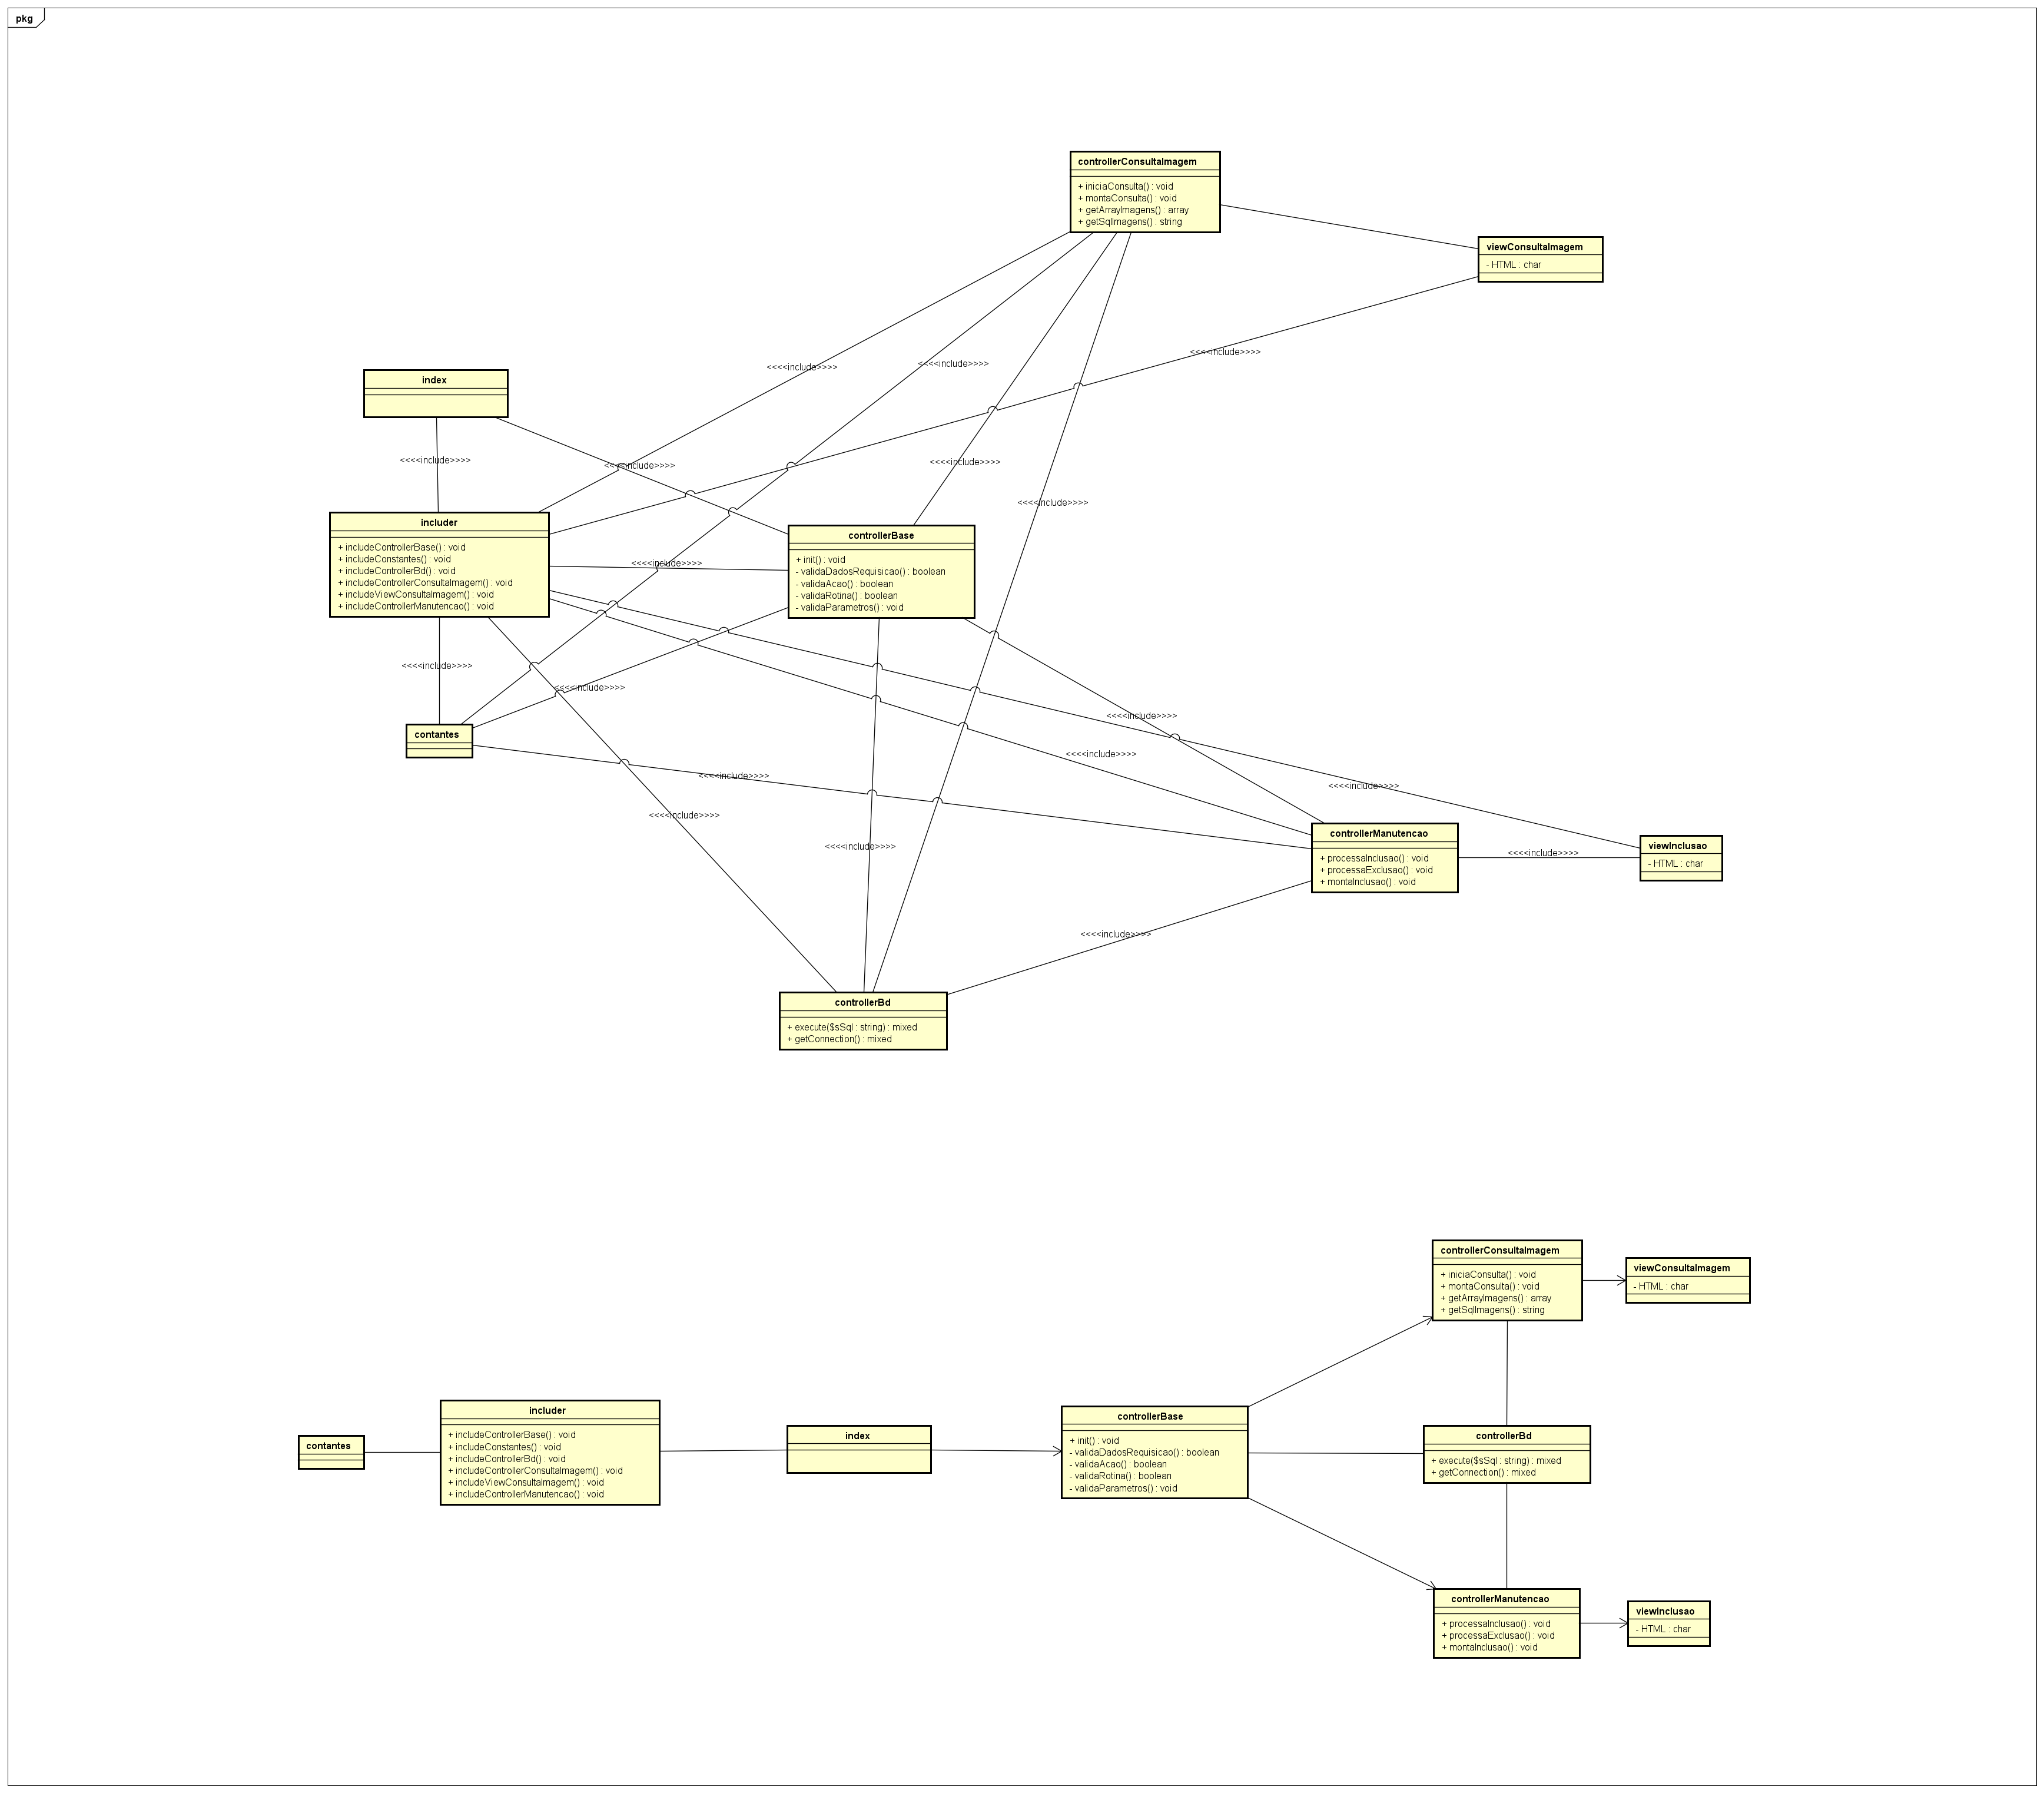 pkg
controllerConsultaImagem
+ iniciaConsulta() : void
+ montaConsulta() : void
+ getArrayImagens() : array
+ getSqlImagens() : string
viewConsultaImagem
- HTML : char
<<<<include>>>>
<<<<include>>>>
<<<<include>>>>
index
<<<<include>>>>
<<<<include>>>>
<<<<include>>>>
<<<<include>>>>
includer
+ includeControllerBase() : void
+ includeConstantes() : void
+ includeControllerBd() : void
+ includeControllerConsultaImagem() : void
+ includeViewConsultaImagem() : void
+ includeControllerManutencao() : void
<<<<include>>>>
controllerBase
+ init() : void
- validaDadosRequisicao() : boolean
- validaAcao() : boolean
- validaRotina() : boolean
- validaParametros() : void
<<<<include>>>>
<<<<include>>>>
<<<<include>>>>
contantes
<<<<include>>>>
<<<<include>>>>
<<<<include>>>>
<<<<include>>>>
<<<<include>>>>
controllerManutencao
+ processaInclusao() : void
+ processaExclusao() : void
+ montaInclusao() : void
<<<<include>>>>
viewInclusao
- HTML : char
<<<<include>>>>
controllerBd
+ execute($sSql : string) : mixed
+ getConnection() : mixed
controllerConsultaImagem
+ iniciaConsulta() : void
+ montaConsulta() : void
+ getArrayImagens() : array
+ getSqlImagens() : string
viewConsultaImagem
- HTML : char
contantes
includer
+ includeControllerBase() : void
+ includeConstantes() : void
+ includeControllerBd() : void
+ includeControllerConsultaImagem() : void
+ includeViewConsultaImagem() : void
+ includeControllerManutencao() : void
index
controllerBase
+ init() : void
- validaDadosRequisicao() : boolean
- validaAcao() : boolean
- validaRotina() : boolean
- validaParametros() : void
controllerBd
+ execute($sSql : string) : mixed
+ getConnection() : mixed
controllerManutencao
+ processaInclusao() : void
+ processaExclusao() : void
+ montaInclusao() : void
viewInclusao
- HTML : char